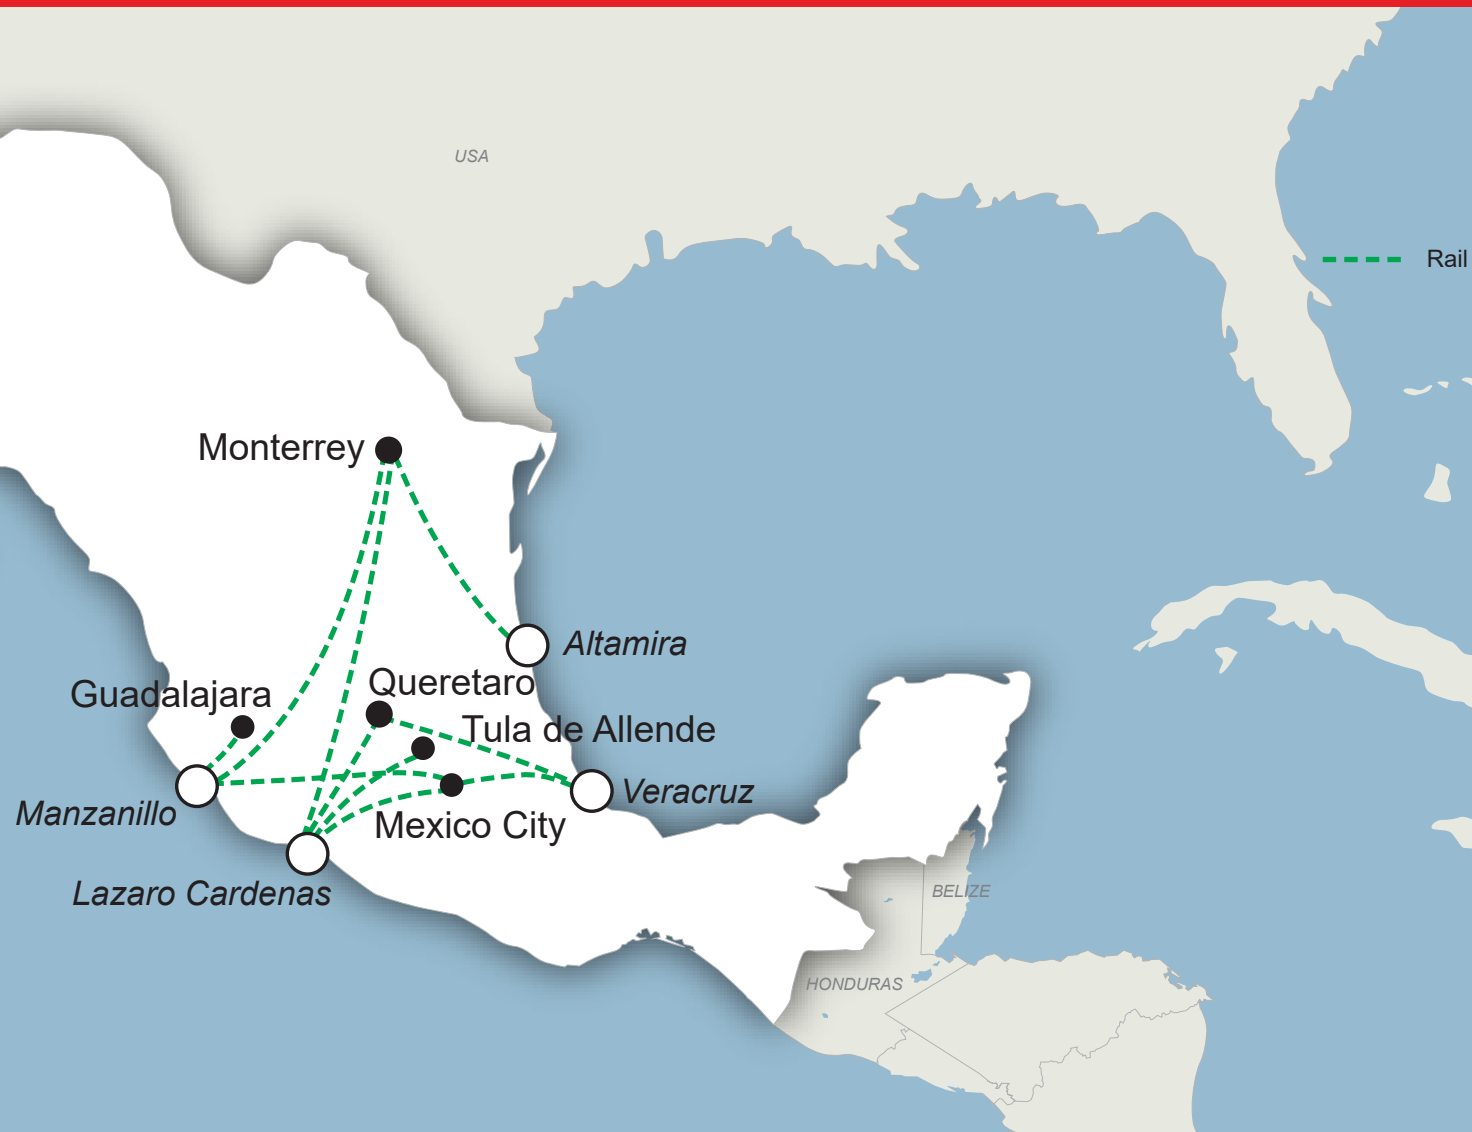 USA
Rail
Monterrey
Altamira
Queretaro
Guadalajara
Tula de Allende
Veracruz
Manzanillo
Mexico City
Lazaro Cardenas
BELIZE
HONDURAS